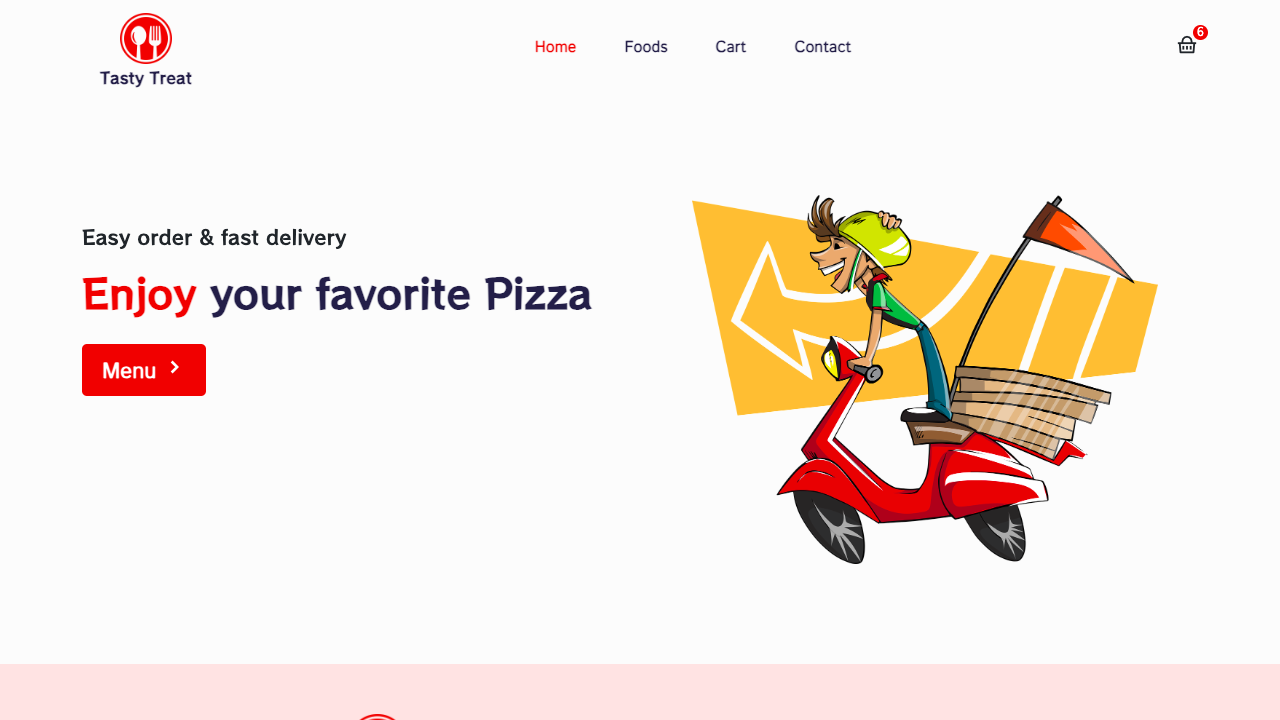 Tasty Treat
Home
Foods
Cart
Contact
6
Easy order & fast delivery
Enjoy your favorite Pizza
Menu